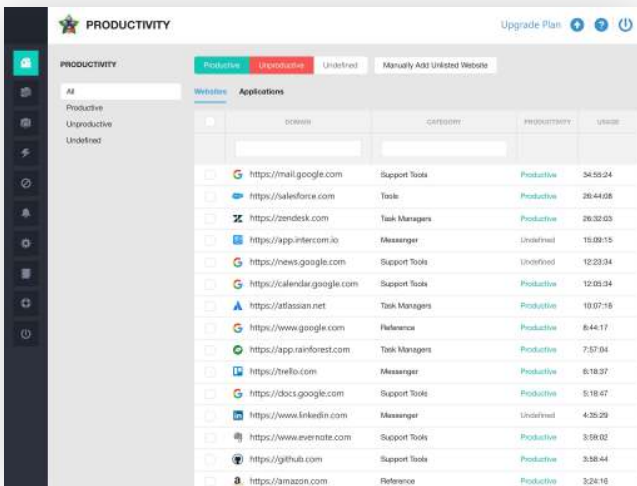 PRODUCTIVITY
Upgrade Plan
PRODUCTIVITY
All
Productive
Unproductive
Undefined
Productive Unproductive Undefined Manually Add Unlisted Website
Websites Applications
DOMAIN CATEGORY PRODUCTIVITY USAGE
https://mail.google.com Support Tools Productive 34:55:24
https://salesforce.com Tools Productive 26:44:08
https://zendesk.com Task Managers Productive 26:32:03
https://app.intercom.io Messenger Undefined 15:09:15
https://news.google.com Support Tools Undefined 12:23:34
https://calendar.google.com Support Tools Productive 12:05:34
https://atlassian.net Task Managers Productive 10:07:16
https://www.google.com Reference Productive 8:44:17
https://app.rainforest.com Task Managers Productive 7:57:04
https://trello.com Messenger Productive 6:18:37
https://docs.google.com Support Tools Productive 5:18:47
https://www.linkedin.com Messenger Undefined 4:35:29
https://www.evernote.com Support Tools Productive 3:59:02
https://github.com Support Tools Productive 3:58:44
https://amazon.com Reference Productive 3:24:16